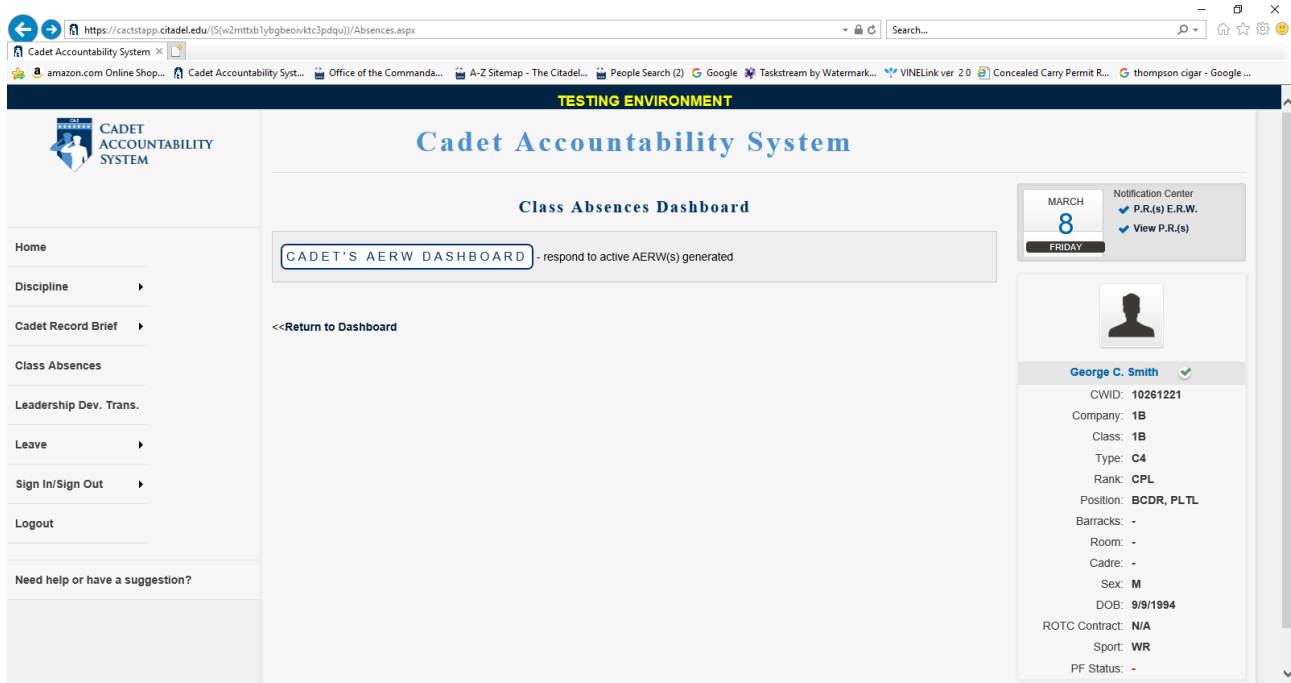 https://cactstapp.citadel.edu/(S(w2mttxb1ybgbeoivktc3pdqu))/Absences.aspx
Search...
Cadet Accountability System
amazon.com Online Shop... Cadet Accountability Syst... Office of the Commanda... A-Z Sitemap - The Citadel... People Search (2) Google Taskstream by Watermark... VINELink ver 2 0 Concealed Carry Permit R... thompson cigar - Google ...
TESTING ENVIRONMENT
CAS
CADET
ACCOUNTABILITY
SYSTEM
Cadet Accountability System
Home
Discipline
Cadet Record Brief
Class Absences
Leadership Dev. Trans.
Leave
Sign In/Sign Out
Logout
Need help or have a suggestion?
Class Absences Dashboard
CADET'S AERW DASHBOARD - respond to active AERW(s) generated
<<Return to Dashboard
MARCH
8
FRIDAY
Notification Center
P.R.(s) E.R.W.
View P.R.(s)
George C. Smith
CWID: 10261221
Company: 1B
Class: 1B
Type: C4
Rank: CPL
Position: BCDR, PLTL
Barracks: -
Room: -
Cadre: -
Sex: M
DOB: 9/9/1994
ROTC Contract: N/A
Sport: WR
PF Status: -